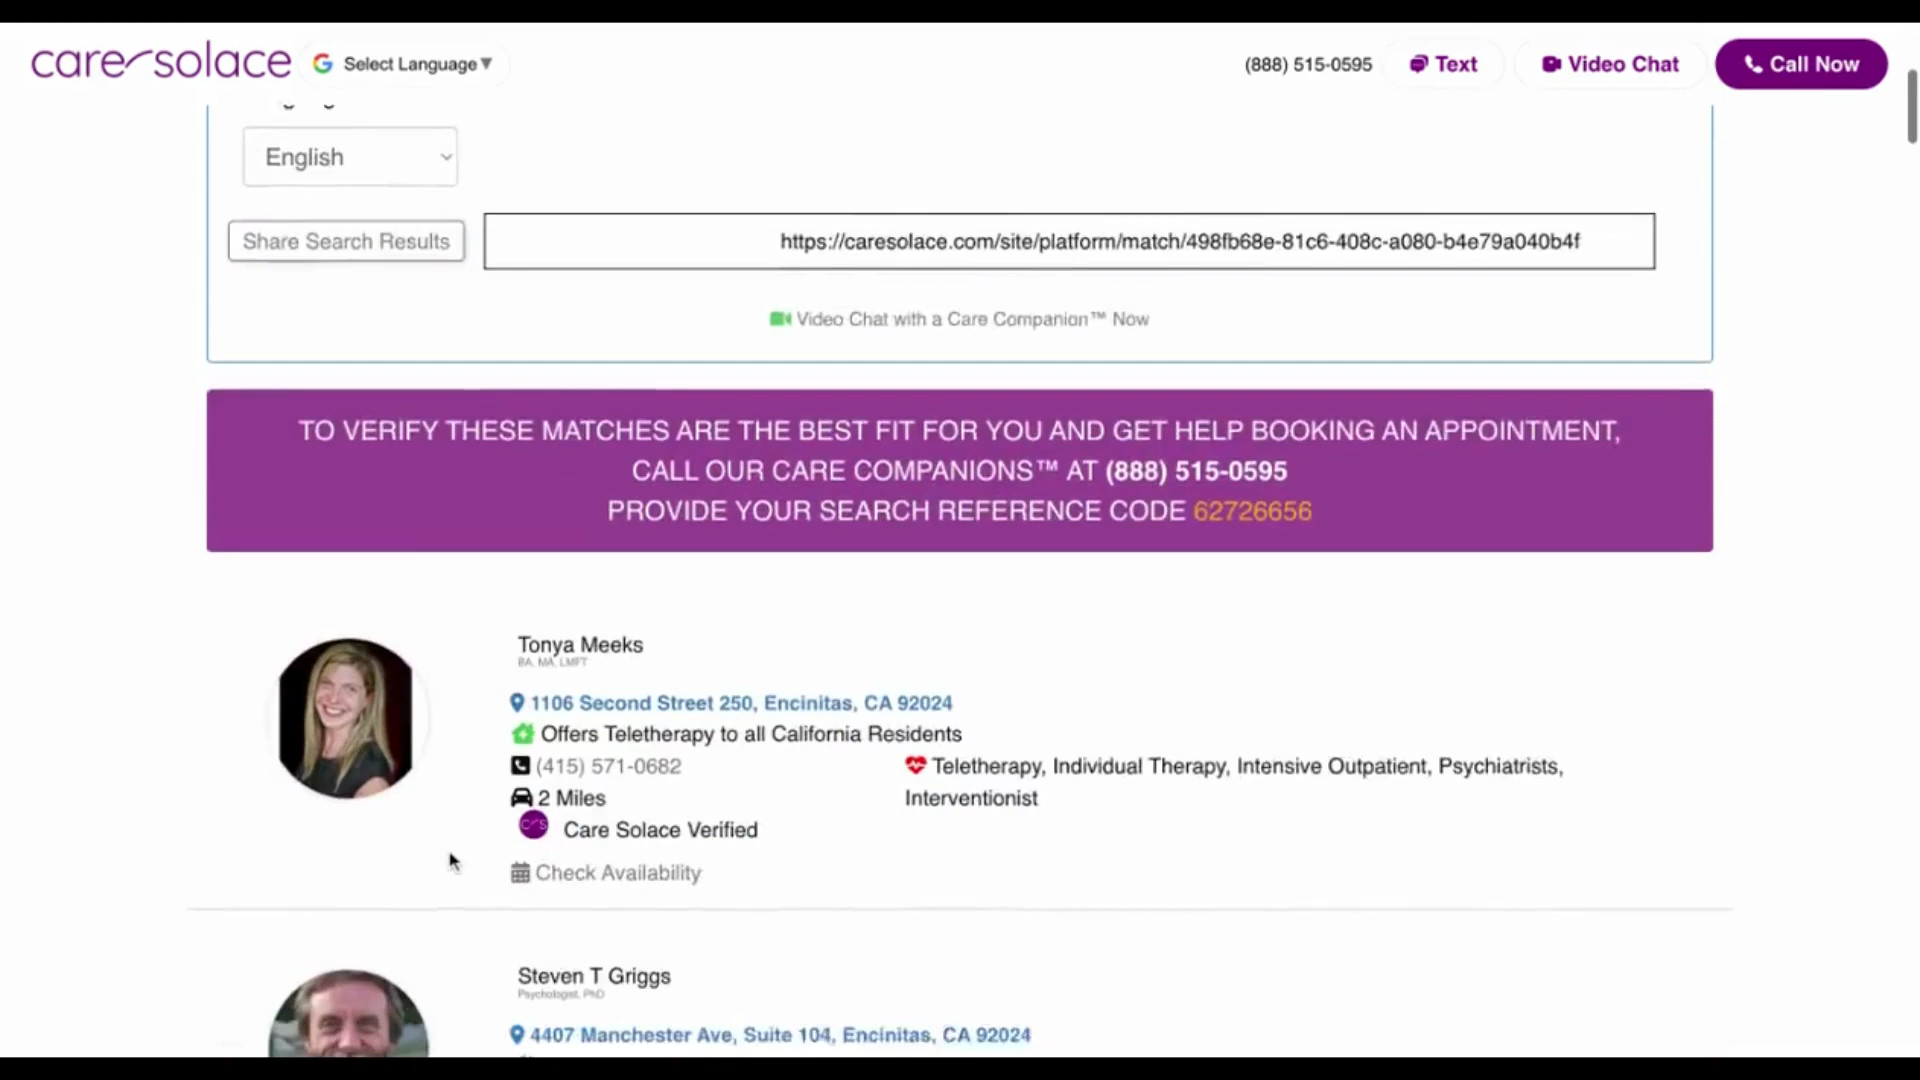 care solace
Select Language ▼
(888) 515-0595
Text
Video Chat
Call Now
English
Share Search Results
https://caresolace.com/site/platform/match/498fb68e-81c6-408c-a080-b4e79a040b4f
Video Chat with a Care Companion™ Now
TO VERIFY THESE MATCHES ARE THE BEST FIT FOR YOU AND GET HELP BOOKING AN APPOINTMENT,
CALL OUR CARE COMPANIONS™ AT (888) 515-0595
PROVIDE YOUR SEARCH REFERENCE CODE 62726656
Tonya Meeks
BA, MA, LMFT
1106 Second Street 250, Encinitas, CA 92024
Offers Teletherapy to all California Residents
(415) 571-0682
Teletherapy, Individual Therapy, Intensive Outpatient, Psychiatrists,
Interventionist
2 Miles
Care Solace Verified
Check Availability
Steven T Griggs
Psychologist, PhD
4407 Manchester Ave, Suite 104, Encinitas, CA 92024